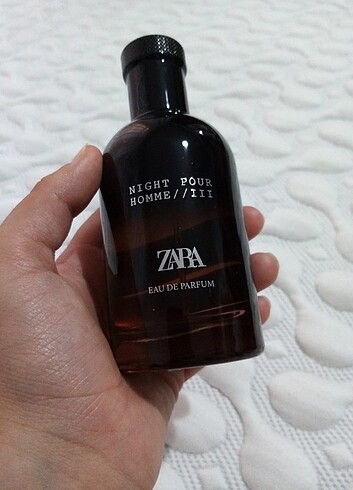 NIGHT POUR
HOMME//III
ZARA
EAU DE PARFUM